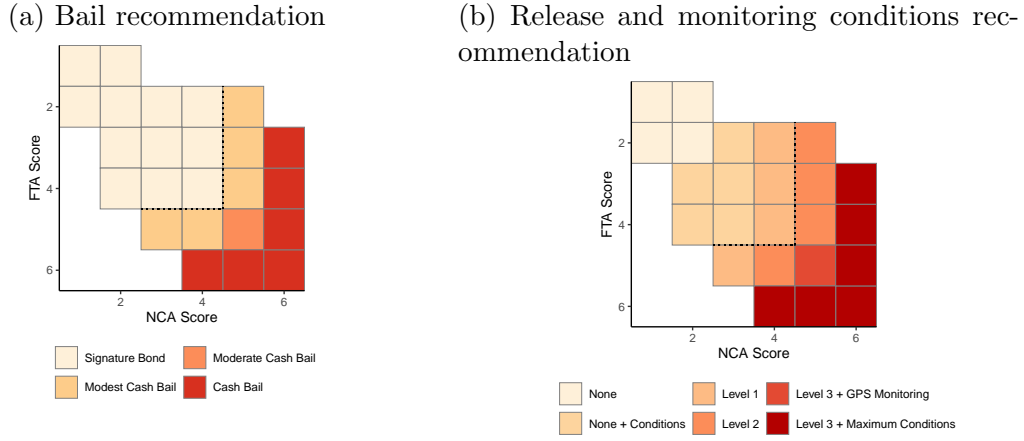 (a) Bail recommendation
FTA Score
2
4
6
2 4 6
NCA Score
Signature Bond
Moderate Cash Bail
Modest Cash Bail
Cash Bail
(b) Release and monitoring conditions rec-
ommendation
FTA Score
2
4
6
2 4 6
NCA Score
None
Level 1
Level 3 + GPS Monitoring
None + Conditions
Level 2
Level 3 + Maximum Conditions